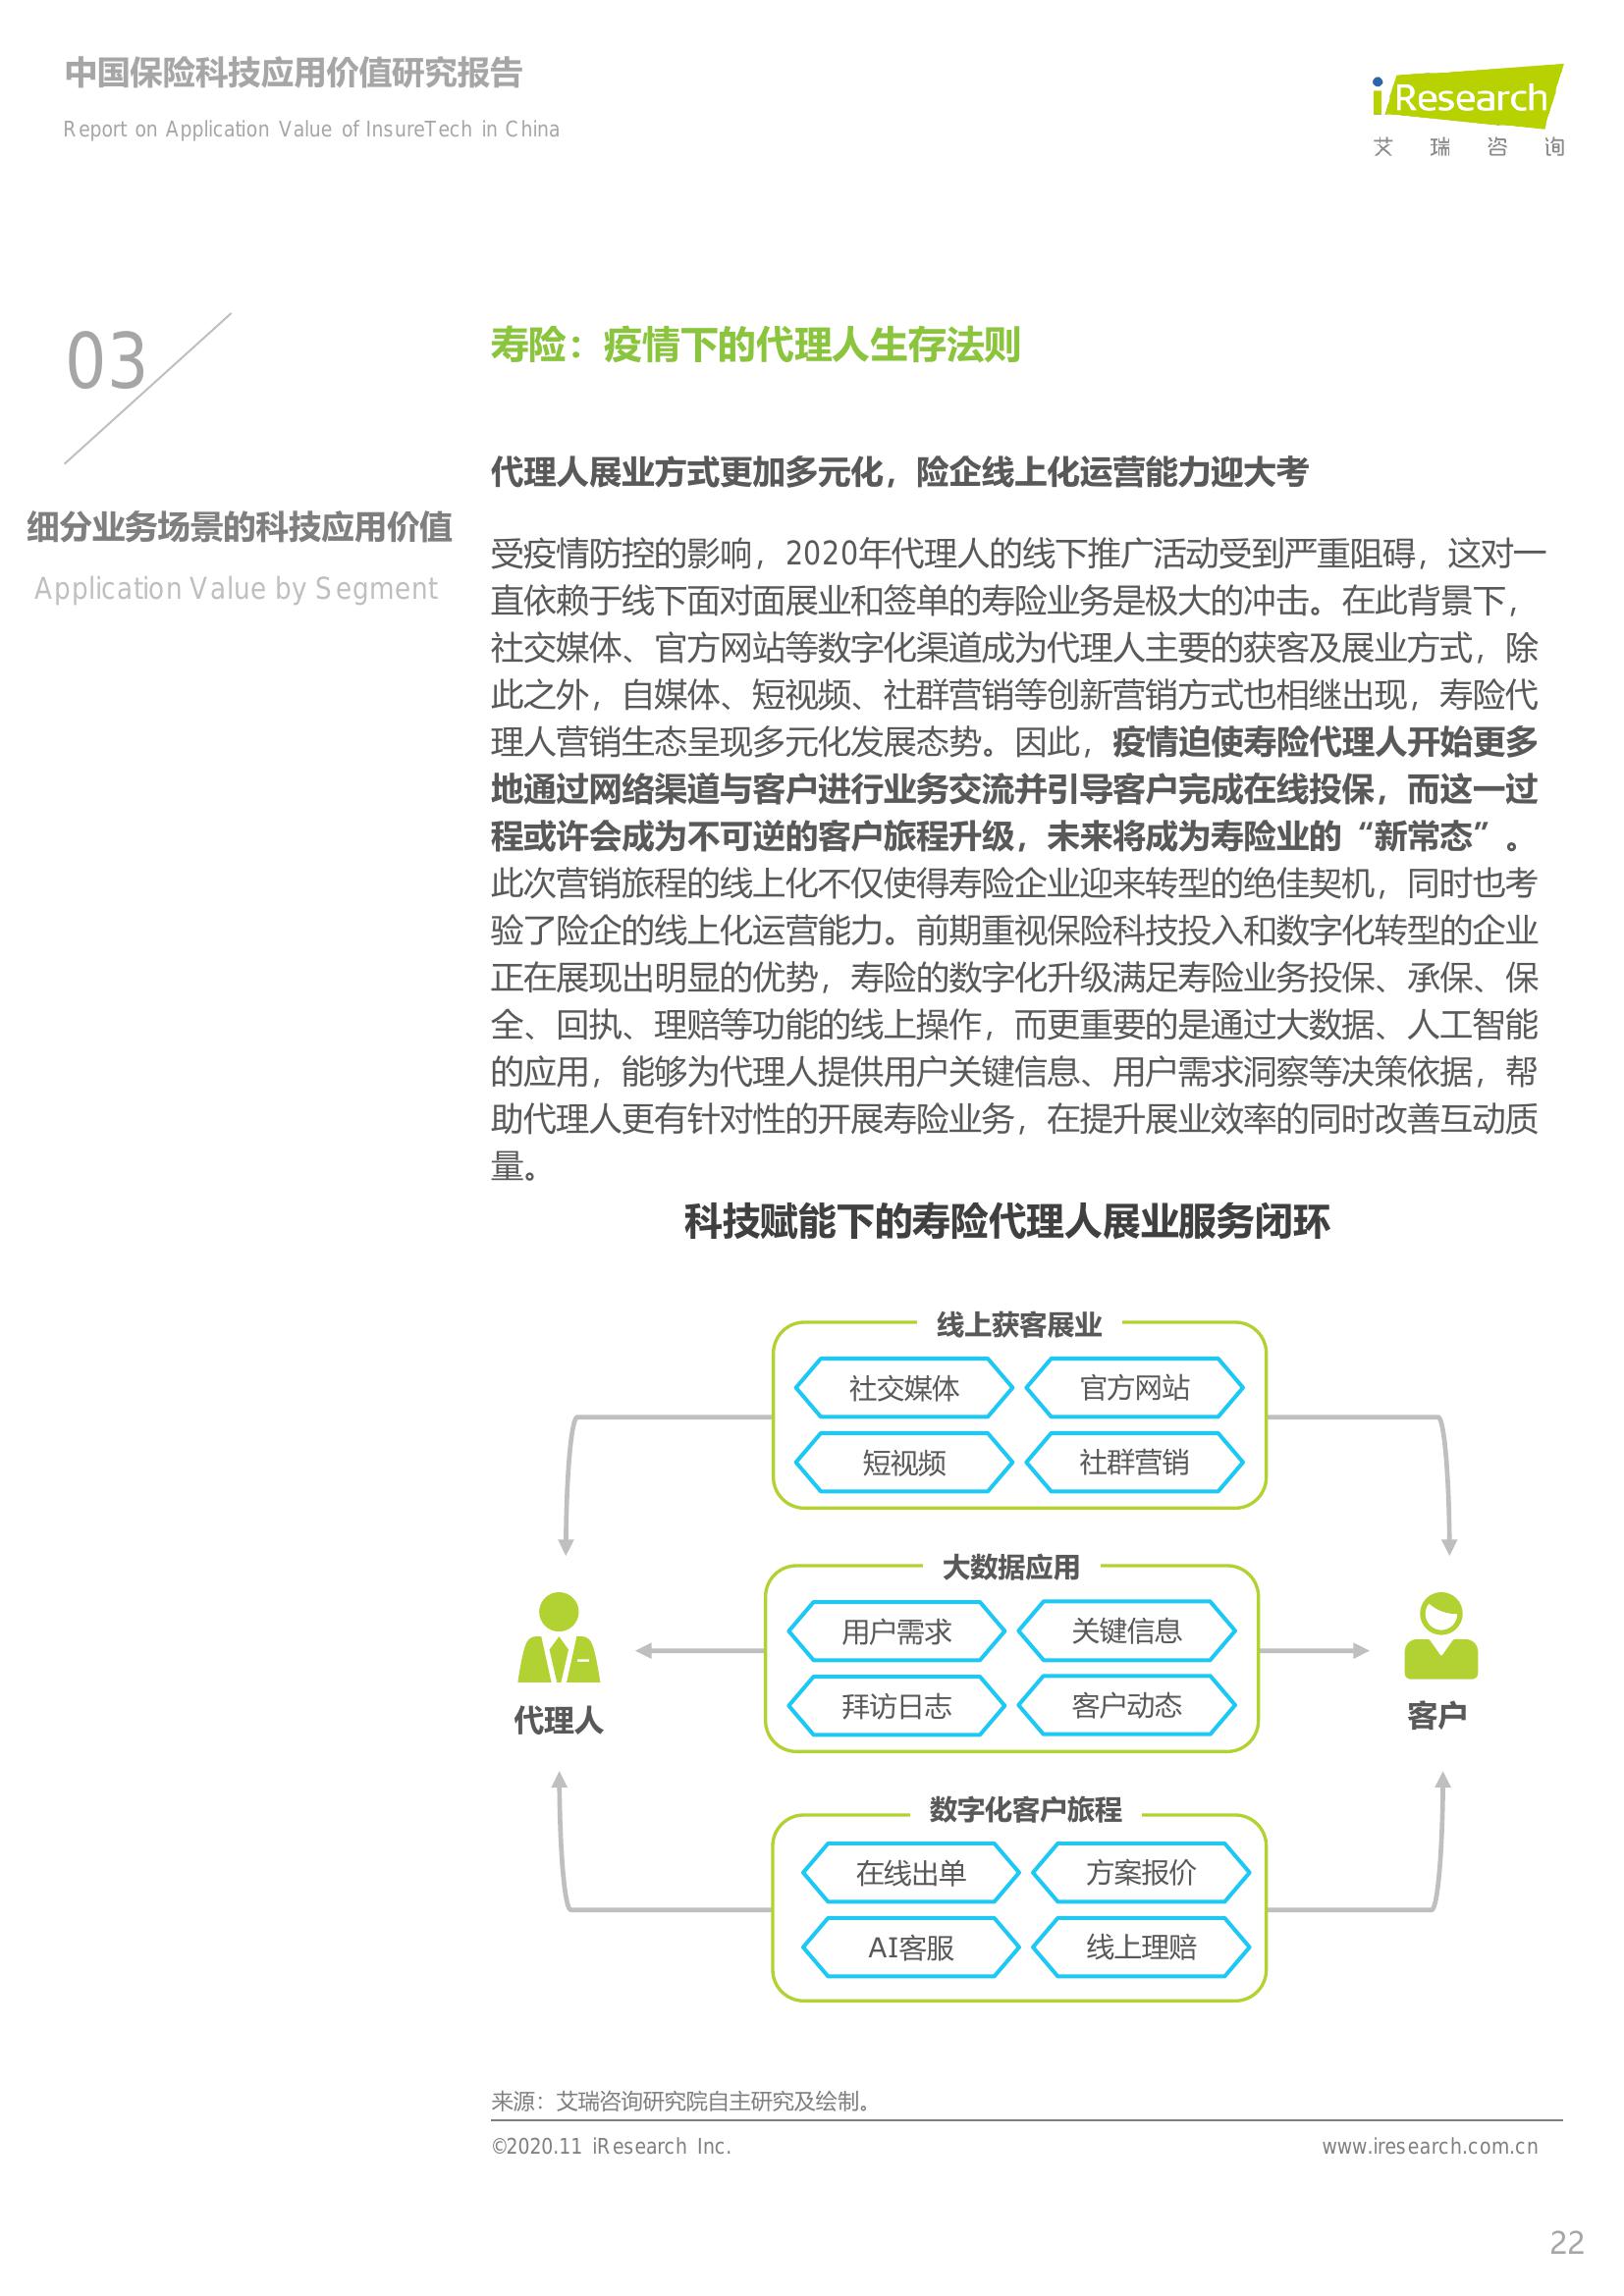 中国保险科技应用价值研究报告
Report on Application Value of InsureTech in China
iResearch
艾瑞咨询
03
细分业务场景的科技应用价值
Application Value by Segment
寿险：疫情下的代理人生存法则
代理人展业方式更加多元化，险企线上化运营能力迎大考
受疫情防控的影响，2020年代理人的线下推广活动受到严重阻碍，这对一
直依赖于线下面对面展业和签单的寿险业务是极大的冲击。在此背景下，
社交媒体、官方网站等数字化渠道成为代理人主要的获客及展业方式，除
此之外，自媒体、短视频、社群营销等创新营销方式也相继出现，寿险代
理人营销生态呈现多元化发展态势。因此，疫情迫使寿险代理人开始更多
地通过网络渠道与客户进行业务交流并引导客户完成在线投保，而这一过
程或许会成为不可逆的客户旅程升级，未来将成为寿险业的“新常态”。
此次营销旅程的线上化不仅使得寿险企业迎来转型的绝佳契机，同时也考
验了险企的线上化运营能力。前期重视保险科技投入和数字化转型的企业
正在展现出明显的优势，寿险的数字化升级满足寿险业务投保、承保、保
全、回执、理赔等功能的线上操作，而更重要的是通过大数据、人工智能
的应用，能够为代理人提供用户关键信息、用户需求洞察等决策依据，帮
助代理人更有针对性的开展寿险业务，在提升展业效率的同时改善互动质
量。
科技赋能下的寿险代理人展业服务闭环
线上获客展业
社交媒体 官方网站
短视频 社群营销
大数据应用
用户需求 关键信息
拜访日志 客户动态
代理人
客户
数字化客户旅程
在线出单 方案报价
AI客服 线上理赔
来源：艾瑞咨询研究院自主研究及绘制。
©2020.11 iResearch Inc.
www.iresearch.com.cn
22